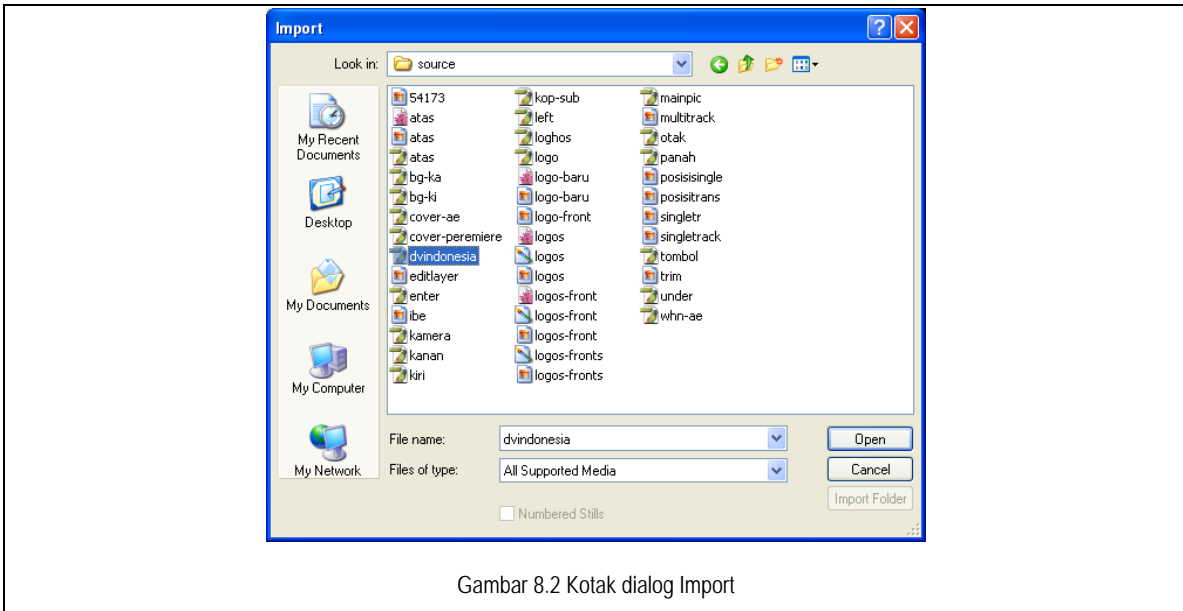 Import
Look in: source
My Recent Documents
Desktop
My Documents
My Computer
My Network
54173 kop-sub mainpic
atas left multitrack
atas loghos otak
atas logo panah
bg-ka logo-baru posisisingle
bg-ki logo-baru positrans
cover-ae logo-front singletr
cover-peremiere logos singletrack
dvindonesia logos tombol
editlayer logos trim
enter logos-front under
ibe logos-front whn-ae
kamera logos-front
kanan logos-fronts
kiri logos-fronts
File name: dvindonesia Open
Files of type: All Supported Media Cancel
Import Folder
Numbered Stills
Gambar 8.2 Kotak dialog Import